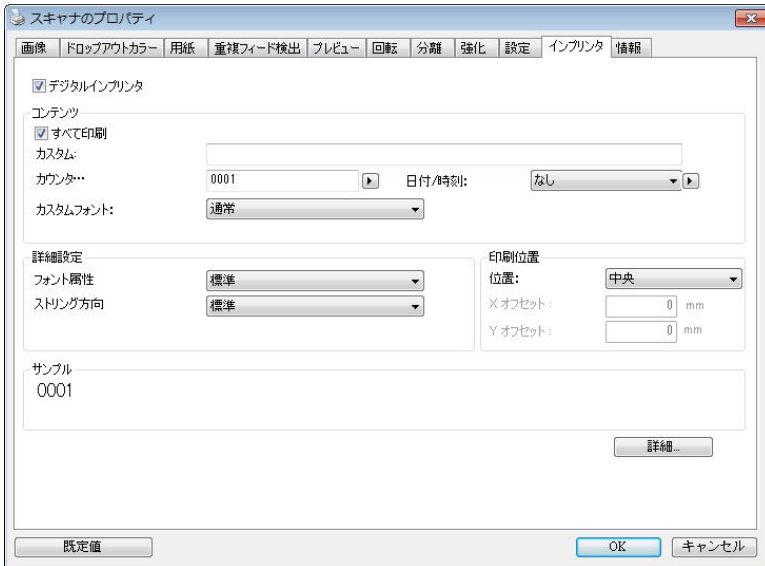 スキャナのプロパティ
画像 ドロップアウトカラー 用紙 重複フィード検出 プレビュー 回転 分離 強化 設定 インプリンタ 情報
デジタルインプリンタ
コンテンツ
すべて印刷
カスタム:
カウンタ… 0001 日付/時刻: なし
カスタムフォント: 通常
詳細設定 印刷位置
フォント属性 標準 位置: 中央
ストリング方向 標準 X オフセット: 0 mm
Y オフセット: 0 mm
サンプル
0001
詳細...
既定値 OK キャンセル